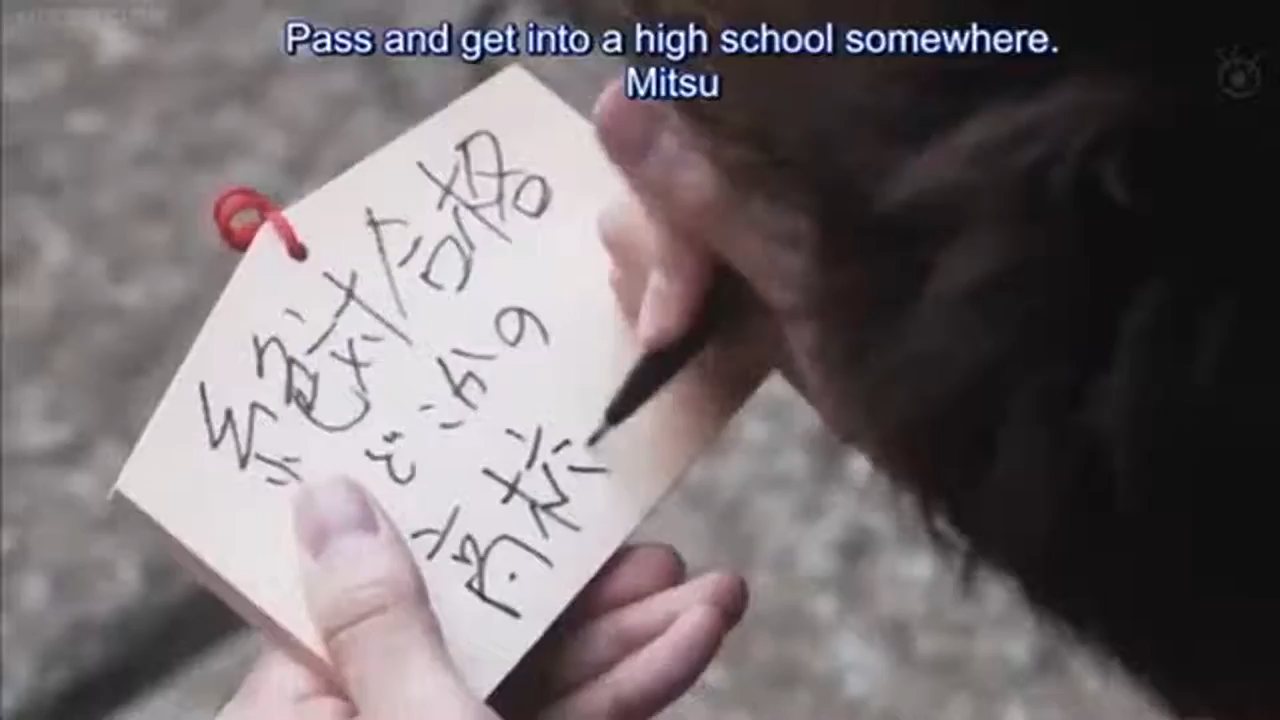 Pass and get into a high school somewhere.
Mitsu
絶対合格
どこかの
高校